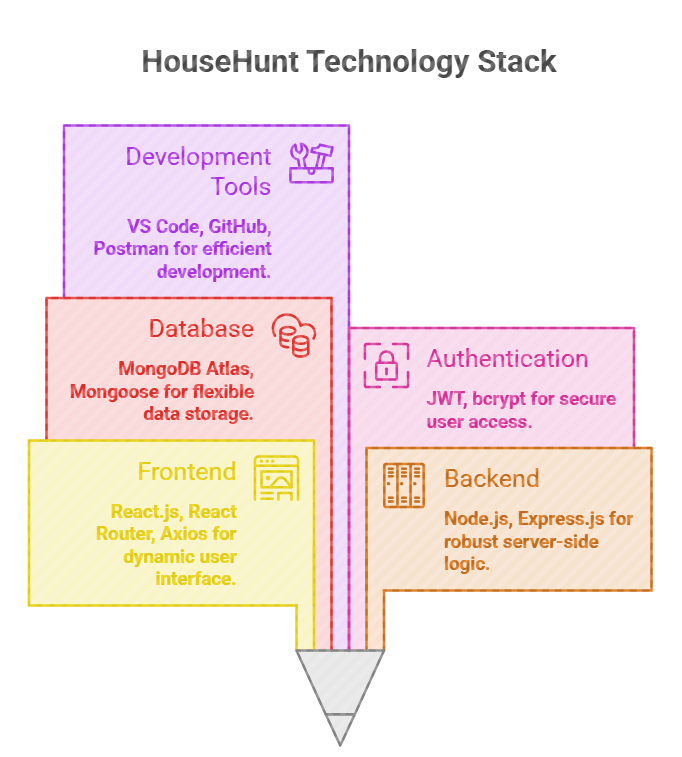 HouseHunt Technology Stack
Development
Tools
VS Code, GitHub,
Postman for efficient
development.
Database
MongoDB Atlas,
Mongoose for flexible
data storage.
Authentication
JWT, bcrypt for secure
user access.
Frontend
React.js, React
Router, Axios for
dynamic user
interface.
Backend
Node.js, Express.js for
robust server-side
logic.